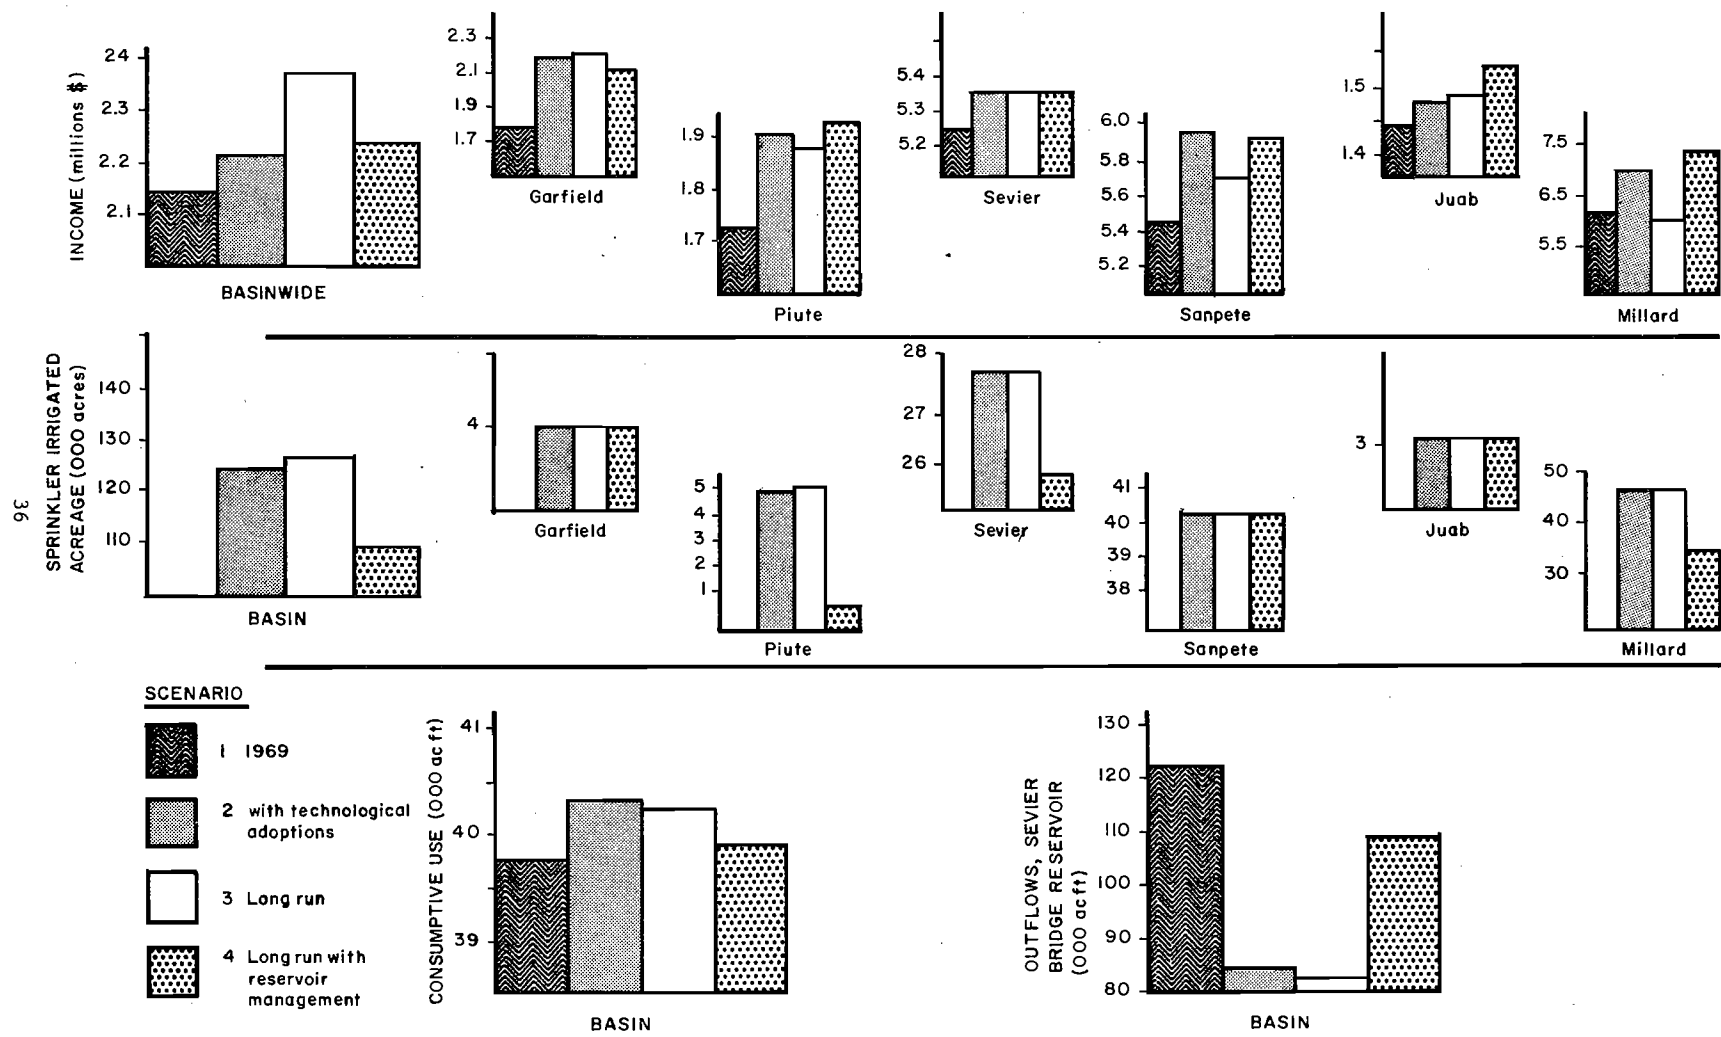 INCOME (millions $)
24
2.3
2.2
2.1
BASINWIDE
2.3
2.1
1.9
1.7
Garfield
1.9
1.8
1.7
Piute
5.4
5.3
5.2
Sevier
6.0
5.8
5.6
5.4
5.2
Sanpete
1.5
1.4
Juab
7.5
6.5
5.5
Millard
36
SPRINKLER IRRIGATED
ACREAGE (000 acres)
140
130
120
110
BASIN
4
Garfield
5
4
3
2
1
Piute
28
27
26
Sevier
41
40
39
38
Sanpete
3
Juab
50
40
30
Millard
SCENARIO
1 1969
2 with technological
adoptions
3 Long run
4 Long run with
reservoir
management
CONSUMPTIVE USE (000 ac ft)
41
40
39
BASIN
OUTFLOWS, SEVIER
BRIDGE RESERVOIR
(000 ac ft)
130
120
110
100
90
80
BASIN